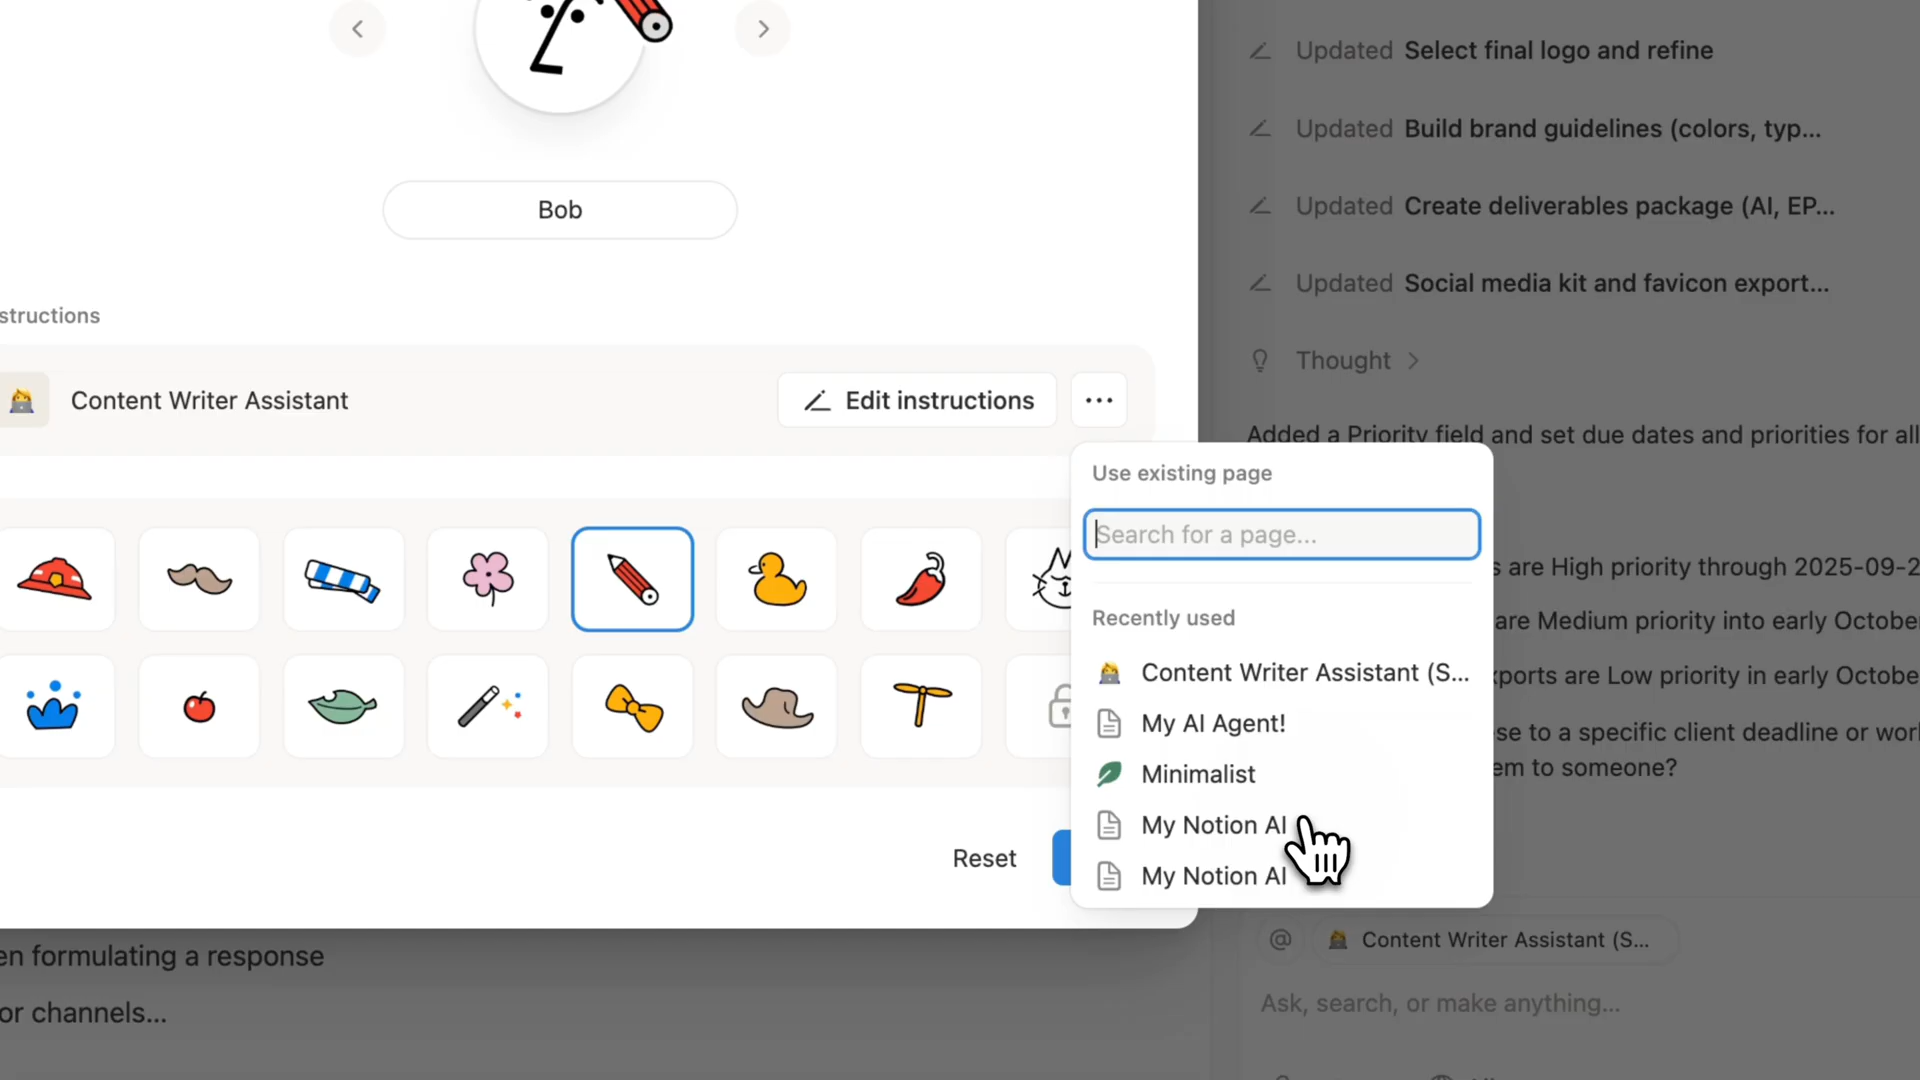 Bob
structions
Content Writer Assistant
Edit instructions
Reset
en formulating a response
or channels...
Use existing page
Search for a page...
Recently used
Content Writer Assistant (S...
My AI Agent!
Minimalist
My Notion AI
My Notion AI
Updated Select final logo and refine
Updated Build brand guidelines (colors, typ...
Updated Create deliverables package (AI, EP...
Updated Social media kit and favicon export...
Thought
Added a Priority field and set due dates and priorities for all
s are High priority through 2025-09-2
are Medium priority into early Octobe
xports are Low priority in early Octobe
se to a specific client deadline or wor
em to someone?
@ Content Writer Assistant (S...
Ask, search, or make anything...